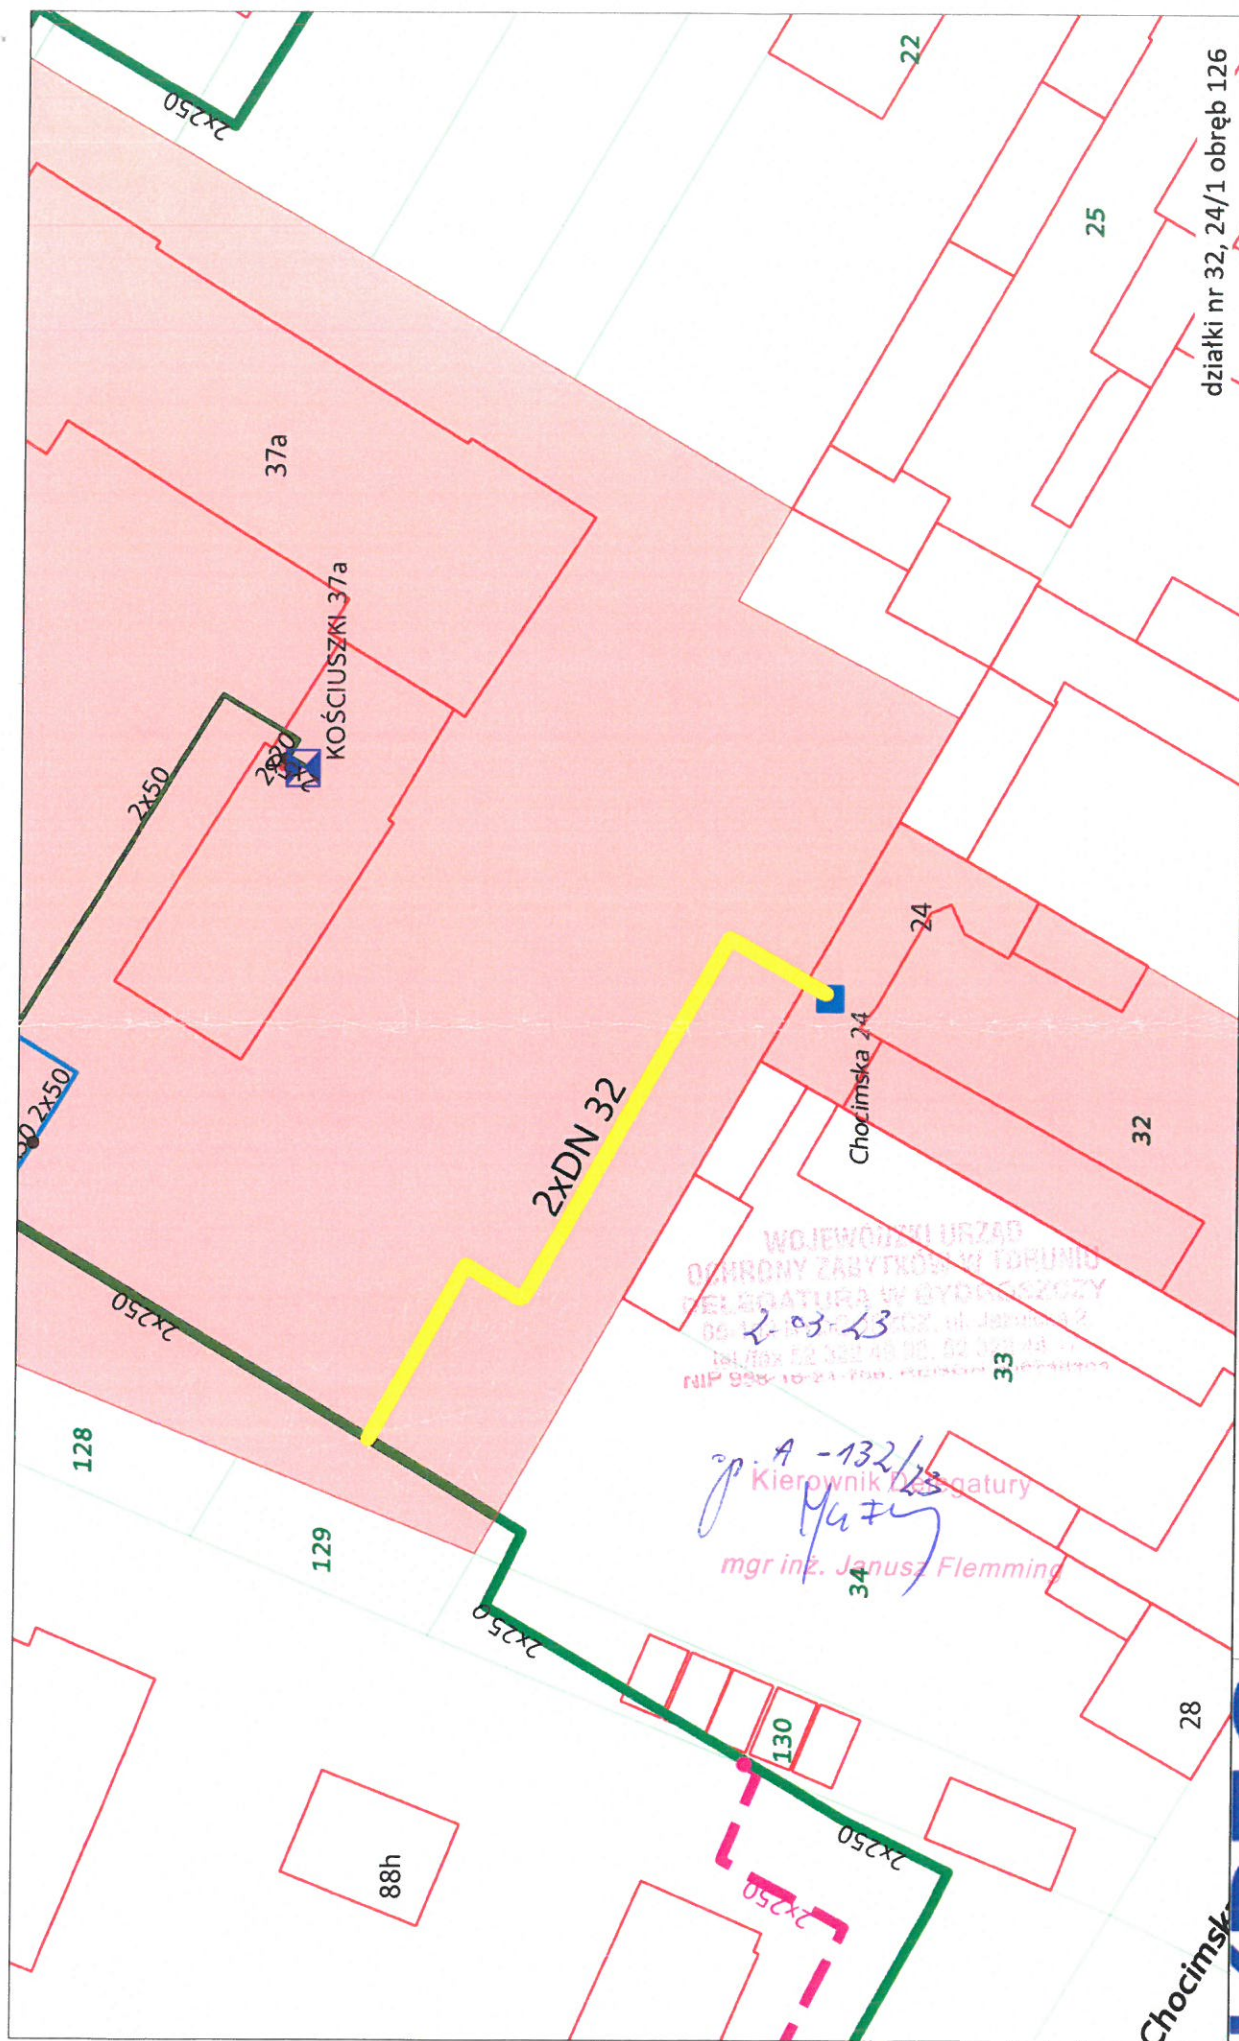 działki nr 32, 24/1 obręb 126
22
25
2x250
37a
KOŚCIUSZKI 37a
2x50
2x50
2x250
2xDN 32
24
Chocimska 24
32
33
128
129
WOJEWÓDZKI URZĄD
OCHRONY ZABYTKÓW W TORUNIU
DELEGATURA W BYDGOSZCZY
2-03-23
A - 132/23
Kierownik Delegatury
mgr inż. Janusz Flemming
34
2x250
130
2x250
2x250
88h
28